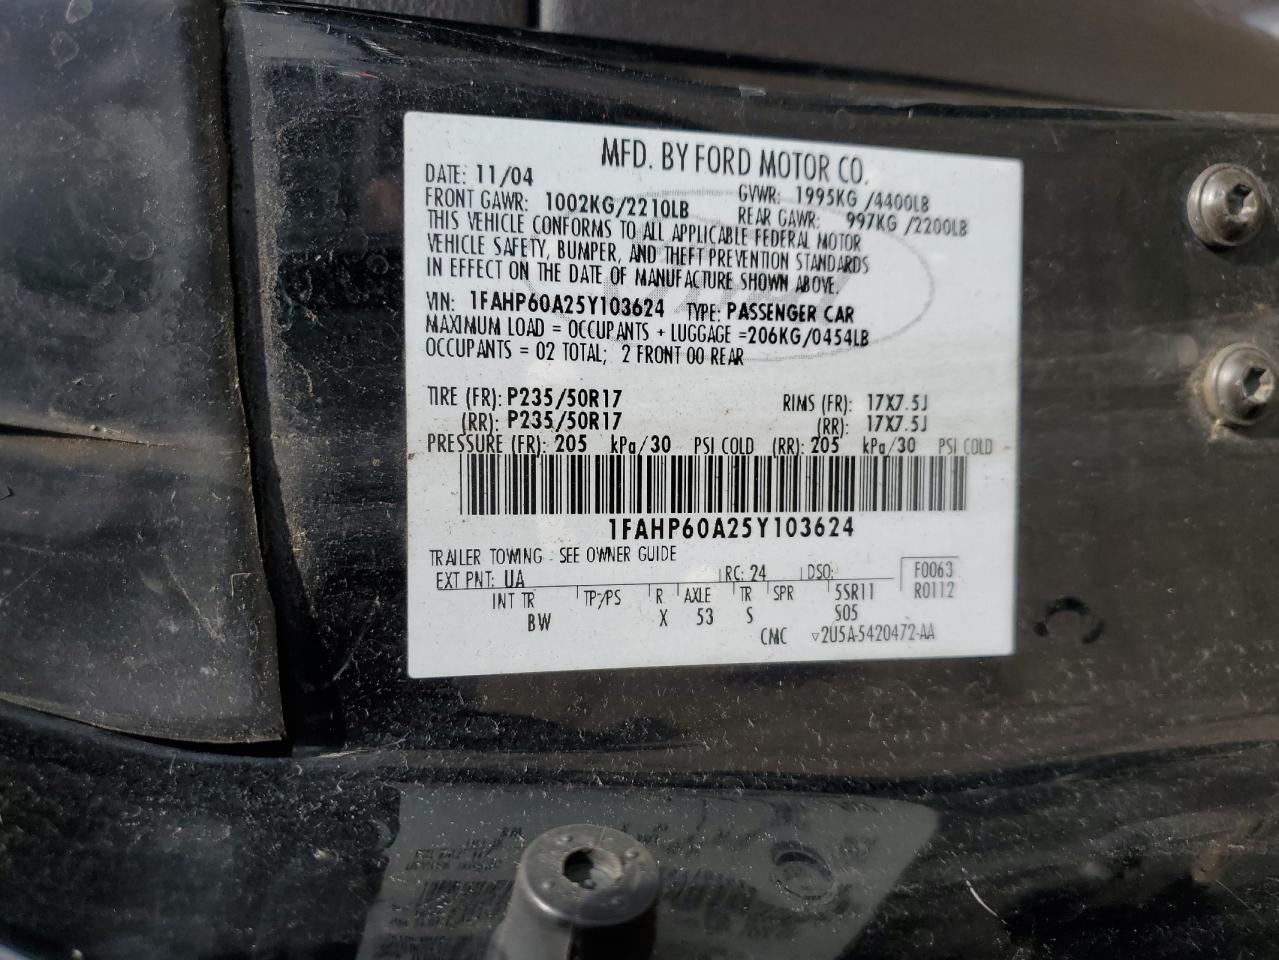 MFD. BY FORD MOTOR CO.
DATE: 11/04 GVWR: 1995KG /4400LB
FRONT GAWR: 1002KG/2210LB REAR GAWR: 997KG /2200LB
THIS VEHICLE CONFORMS TO ALL APPLICABLE FEDERAL MOTOR
VEHICLE SAFETY, BUMPER, AND THEFT PREVENTION STANDARDS
IN EFFECT ON THE DATE OF MANUFACTURE SHOWN ABOVE.
VIN: 1FAHP60A25Y103624 TYPE: PASSENGER CAR
MAXIMUM LOAD = OCCUPANTS + LUGGAGE =206KG/0454LB
OCCUPANTS = 02 TOTAL; 2 FRONT 00 REAR
TIRE (FR): P235/50R17 RIMS (FR): 17X7.5J
(RR): P235/50R17 (RR): 17X7.5J
PRESSURE (FR): 205 kPa/30 PSI COLD (RR): 205 kPa/30 PSI COLD
1FAHP60A25Y103624
TRAILER TOWING - SEE OWNER GUIDE
EXT PNT: UA RC: 24 DSO: F0063
INT TR TP/PS R AXLE TR SPR 5SR11 R0112
BW X 53 S S05
CMC ▿2U5A-5420472-AA